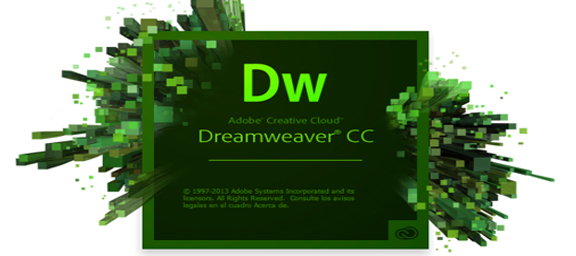 Dw
Adobe® Creative Cloud™
Dreamweaver® CC
© 1997-2013 Adobe Systems Incorporated and its
licensors. All Rights Reserved. Consulte los avisos
legales en el cuadro Acerca de.